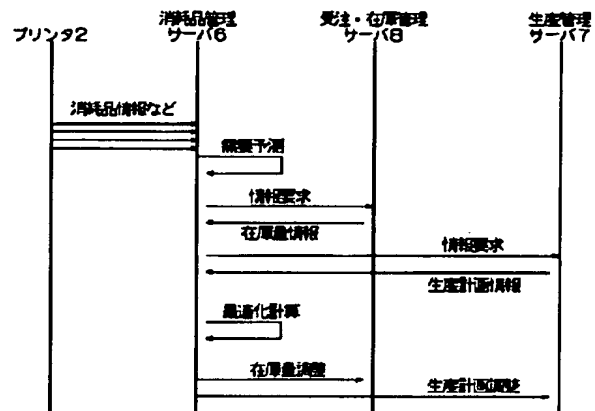 プリンタ2
消耗品管理
サーバ6
受注・在庫管理
サーバ8
生産管理
サーバ7
消耗品情報など
需要予測
情報要求
在庫量情報
情報要求
生産計画情報
最適化計算
在庫量調整
生産計画調整